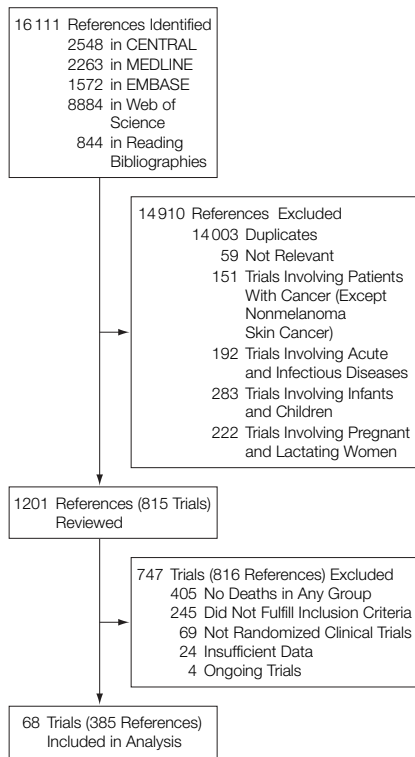 16 111 References Identified
2548 in CENTRAL
2263 in MEDLINE
1572 in EMBASE
8884 in Web of
Science
844 in Reading
Bibliographies
14 910 References Excluded
14 003 Duplicates
59 Not Relevant
151 Trials Involving Patients
With Cancer (Except
Nonmelanoma
Skin Cancer)
192 Trials Involving Acute
and Infectious Diseases
283 Trials Involving Infants
and Children
222 Trials Involving Pregnant
and Lactating Women
1201 References (815 Trials)
Reviewed
747 Trials (816 References) Excluded
405 No Deaths in Any Group
245 Did Not Fulfill Inclusion Criteria
69 Not Randomized Clinical Trials
24 Insufficient Data
4 Ongoing Trials
68 Trials (385 References)
Included in Analysis